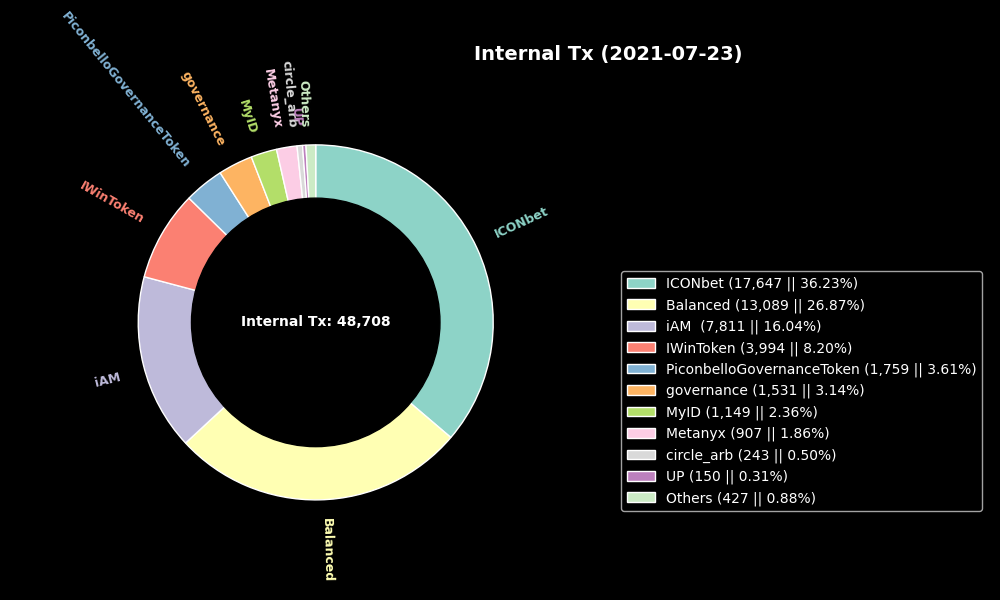 Internal Tx (2021-07-23)
PiconbelloGovernanceToken
governance
MyID
Metanyx
circle_arb
UP
Others
IWinToken
ICONbet
iAM
Balanced
Internal Tx: 48,708
ICONbet (17,647 || 36.23%)
Balanced (13,089 || 26.87%)
iAM  (7,811 || 16.04%)
IWinToken (3,994 || 8.20%)
PiconbelloGovernanceToken (1,759 || 3.61%)
governance (1,531 || 3.14%)
MyID (1,149 || 2.36%)
Metanyx (907 || 1.86%)
circle_arb (243 || 0.50%)
UP (150 || 0.31%)
Others (427 || 0.88%)